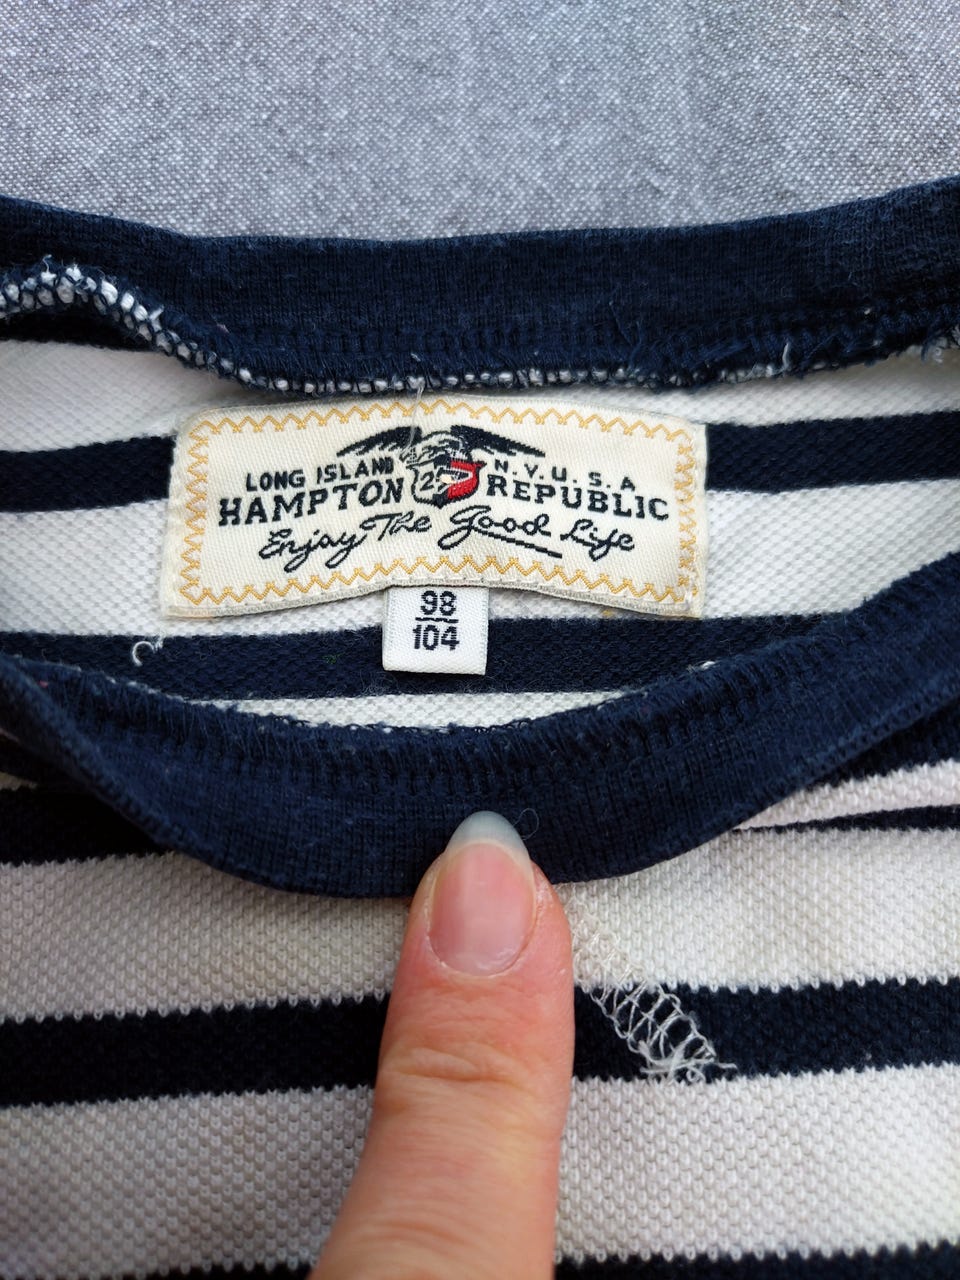 LONG ISLAND N.Y.U.S.A
HAMPTON REPUBLIC
Enjoy The Good Life
98
104